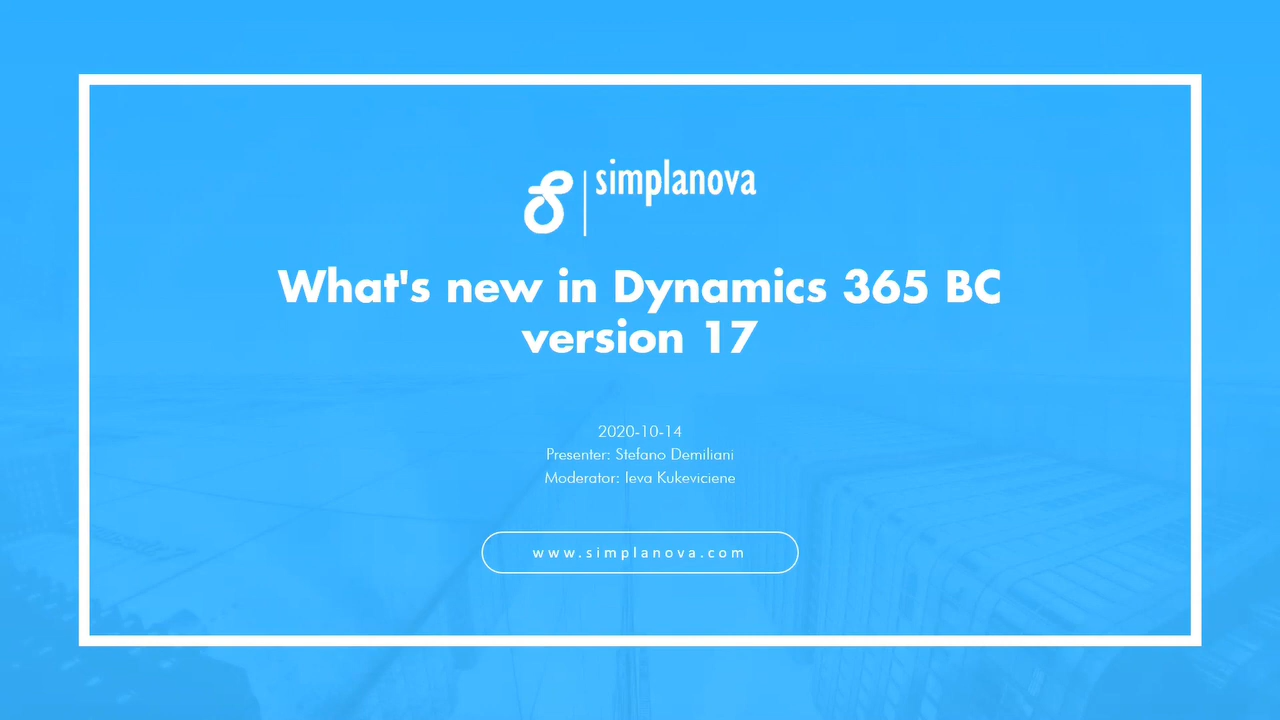 simplanova
What's new in Dynamics 365 BC
version 17
2020-10-14
Presenter: Stefano Demiliani
Moderator: Ieva Kukeviciene
www.simplanova.com